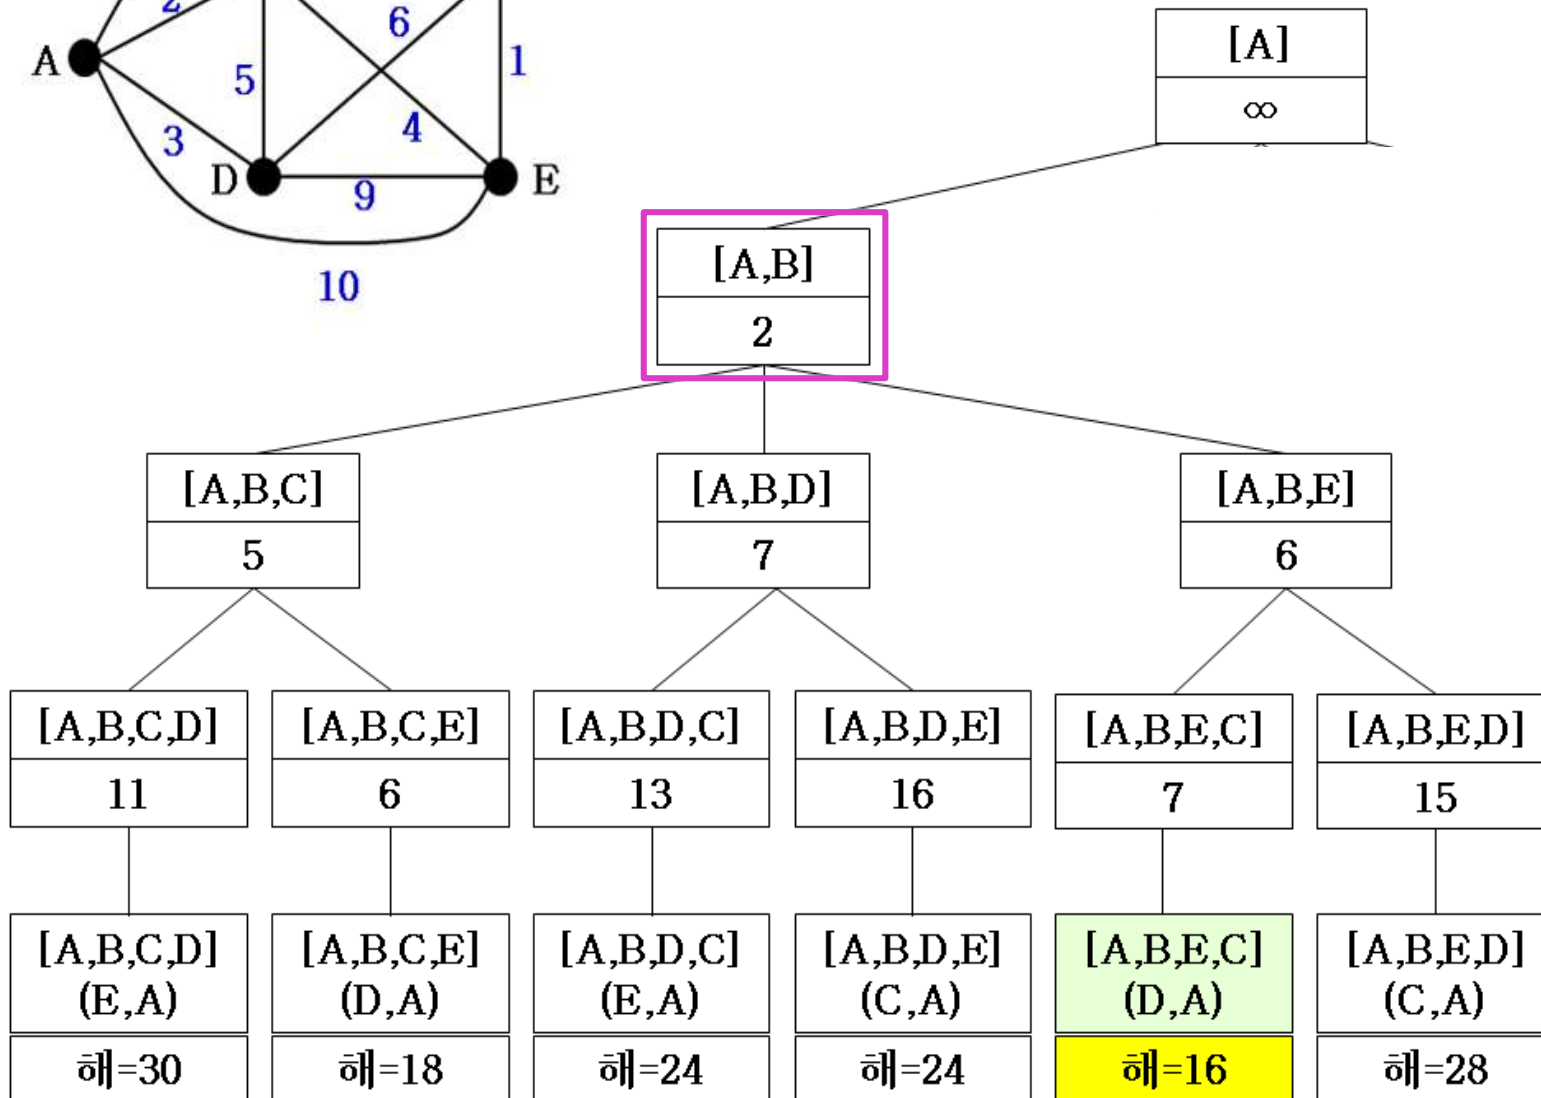 2
6
[A]
A
5
1
∞
3
4
D
9
E
10
[A,B]
2
[A,B,C]
[A,B,D]
[A,B,E]
5
7
6
[A,B,C,D]
[A,B,C,E]
[A,B,D,C]
[A,B,D,E]
[A,B,E,C]
[A,B,E,D]
11
6
13
16
7
15
[A,B,C,D]
(E,A)
[A,B,C,E]
(D,A)
[A,B,D,C]
(E,A)
[A,B,D,E]
(C,A)
[A,B,E,C]
(D,A)
[A,B,E,D]
(C,A)
해=30
해=18
해=24
해=24
해=16
해=28